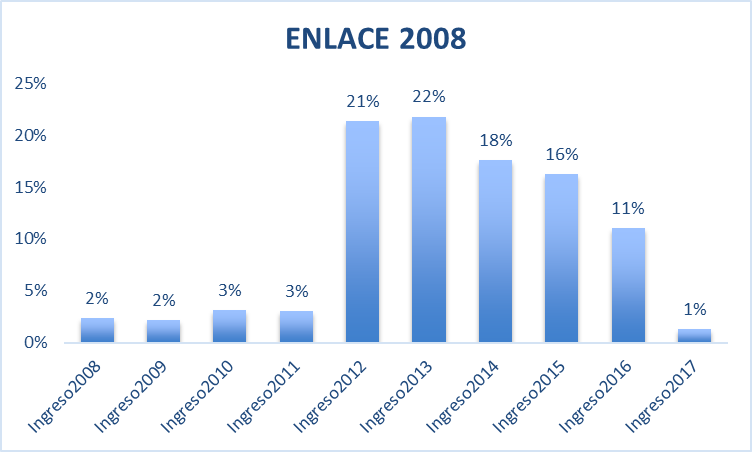 ENLACE 2008
25%
20%
15%
10%
5%
0%
2%
2%
3%
3%
21%
22%
18%
16%
11%
1%
Ingreso2008
Ingreso2009
Ingreso2010
Ingreso2011
Ingreso2012
Ingreso2013
Ingreso2014
Ingreso2015
Ingreso2016
Ingreso2017